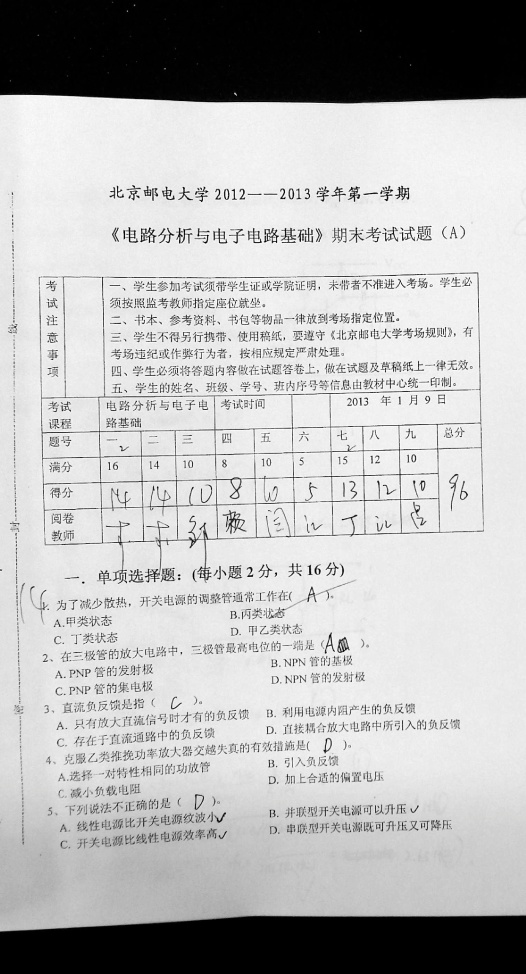 北京邮电大学2012——2013学年第一学期
《电路分析与电子电路基础》期末考试试题（A）
考试注意事项
一、学生参加考试须带学生证或学院证明，未带者不准进入考场。学生必
须按照监考教师指定座位就坐。
二、书本、参考资料、书包等物品一律放到考场指定位置。
三、学生不得另行携带、使用稿纸，要遵守《北京邮电大学考场规则》，有
考场违纪或作弊行为者，按相应规定严肃处理。
四、学生必须将答题内容做在试题答卷上，做在试题及草稿纸上一律无效。
五、学生的姓名、班级、学号、班内序号等信息由教材中心统一印制。
考试课程 电路分析与电子电路基础 考试时间 2013 年 1 月 9 日
题号 一 二 三 四 五 六 七 八 九 总分
2 2
满分 16 14 10 8 10 5 15 12 10
得分 14 14 10 8 10 5 13 12 10 96
阅卷教师
一．单项选择题：（每小题 2 分，共 16 分）
14
1. 为了减少散热，开关电源的调整管通常工作在( A )。
A.甲类状态 B.丙类状态
C. 丁类状态 D. 甲乙类状态
2、在三极管的放大电路中，三极管最高电位的一端是（A ）。
A. PNP 管的发射极 B. NPN 管的基极
C. PNP 管的集电极 D. NPN 管的发射极
3、直流负反馈是指（ C ）。
A. 只有放大直流信号时才有的负反馈 B. 利用电源内阻产生的负反馈
C. 存在于直流通路中的负反馈 D. 直接耦合放大电路中所引入的负反馈
4、克服乙类推挽功率放大器交越失真的有效措施是( D )。
A.选择一对特性相同的功放管 B. 引入负反馈
C. 减小负载电阻 D. 加上合适的偏置电压
5、下列说法不正确的是（ D ）。
A. 线性电源比开关电源纹波小✓ B. 并联型开关电源可以升压✓
C. 开关电源比线性电源效率高✓ D. 串联型开关电源既可升压又可降压